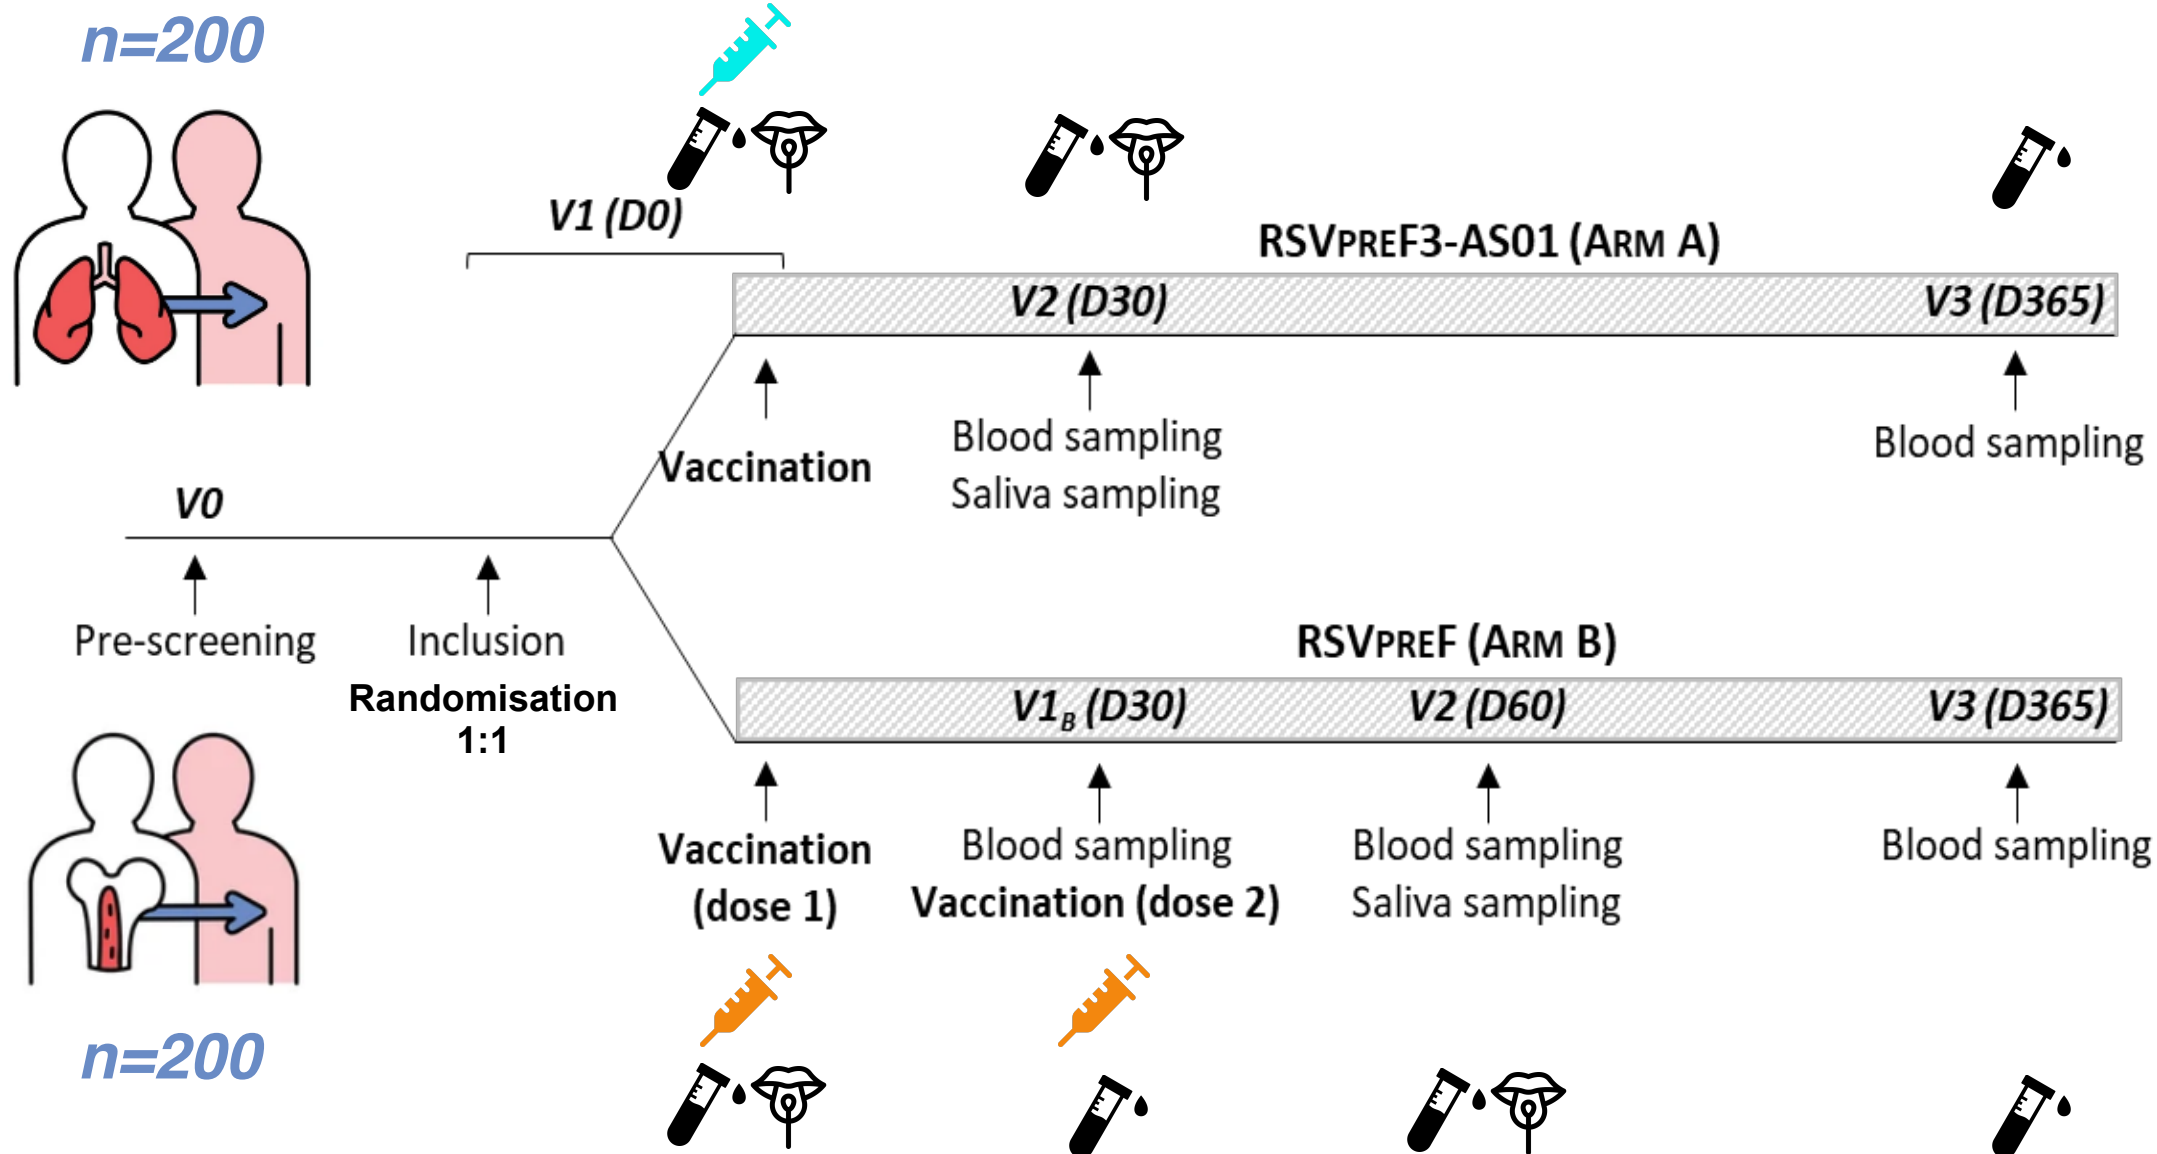 n=200
V1 (D0)
RSVPREF3-AS01 (ARM A)
V2 (D30)
V3 (D365)
Vaccination
Blood sampling
Saliva sampling
Blood sampling
V0
Pre-screening
Inclusion
Randomisation
1:1
RSVPREF (ARM B)
V1B (D30)
V2 (D60)
V3 (D365)
Vaccination
(dose 1)
Blood sampling
Vaccination (dose 2)
Blood sampling
Saliva sampling
Blood sampling
n=200